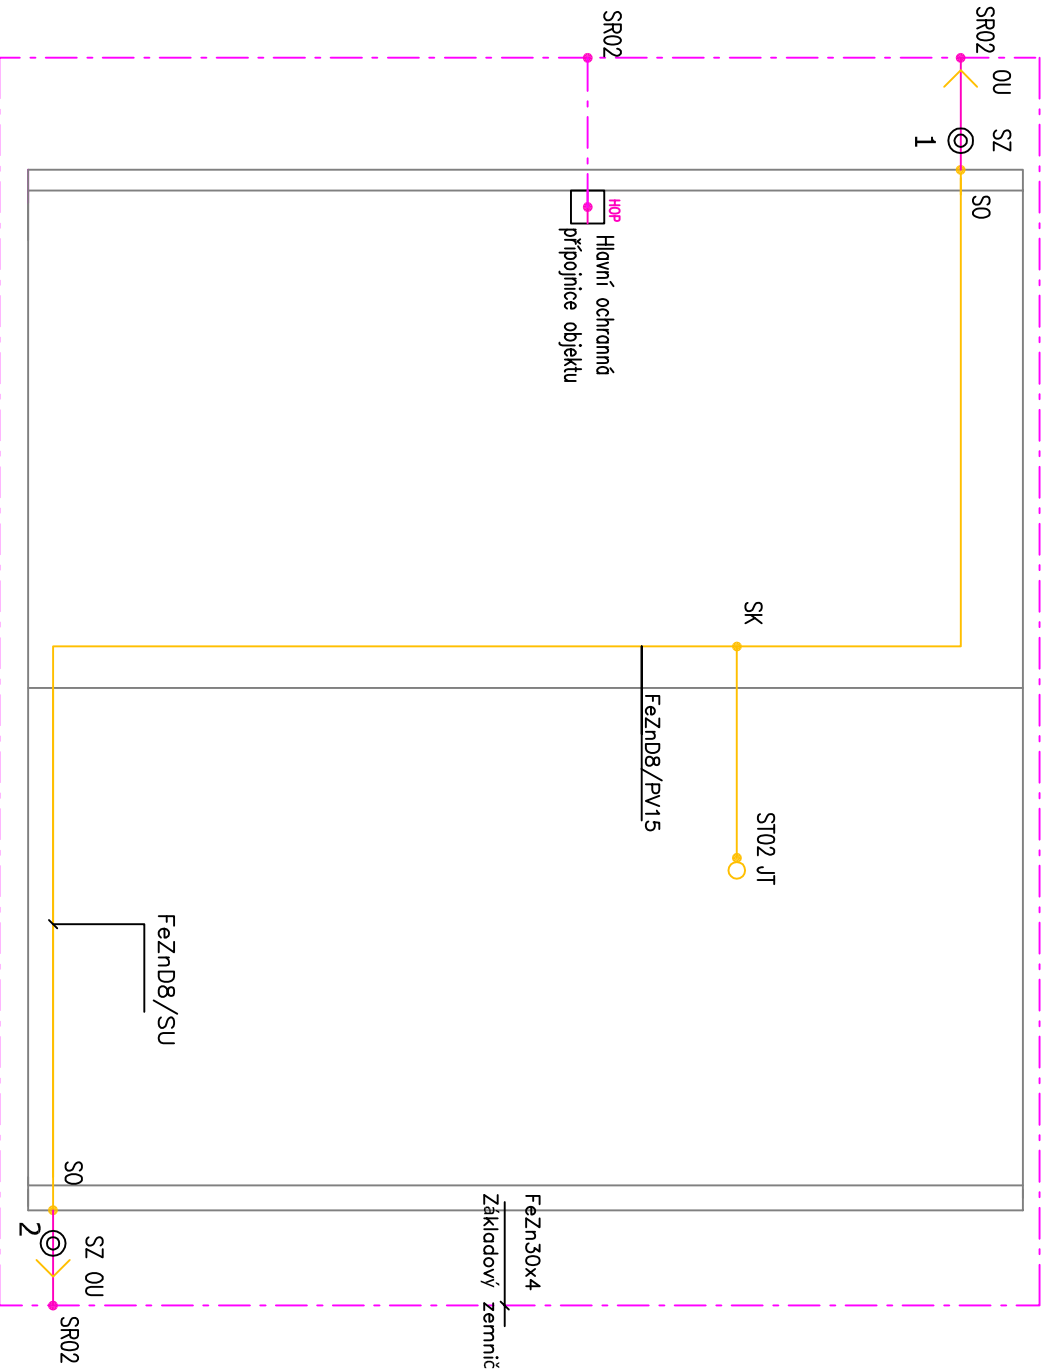 SR02
SR02
OU
SZ
1
SO
HOP
Hlavní ochranná
přípojnice objektu
SK
FeZnD8/PV15
ST02 JT
FeZnD8/SU
SO
2
SZ OU
SR02
FeZn30x4
Základový zemnič